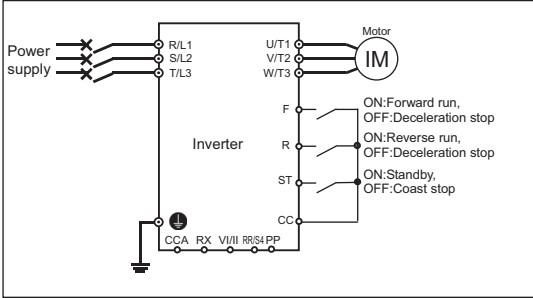 Power
supply
R/L1
S/L2
T/L3
Inverter
U/T1
V/T2
W/T3
Motor
IM
F
ON:Forward run,
OFF:Deceleration stop
R
ON:Reverse run,
OFF:Deceleration stop
ST
ON:Standby,
OFF:Coast stop
CC
CCA RX VI/II RR/S4 PP